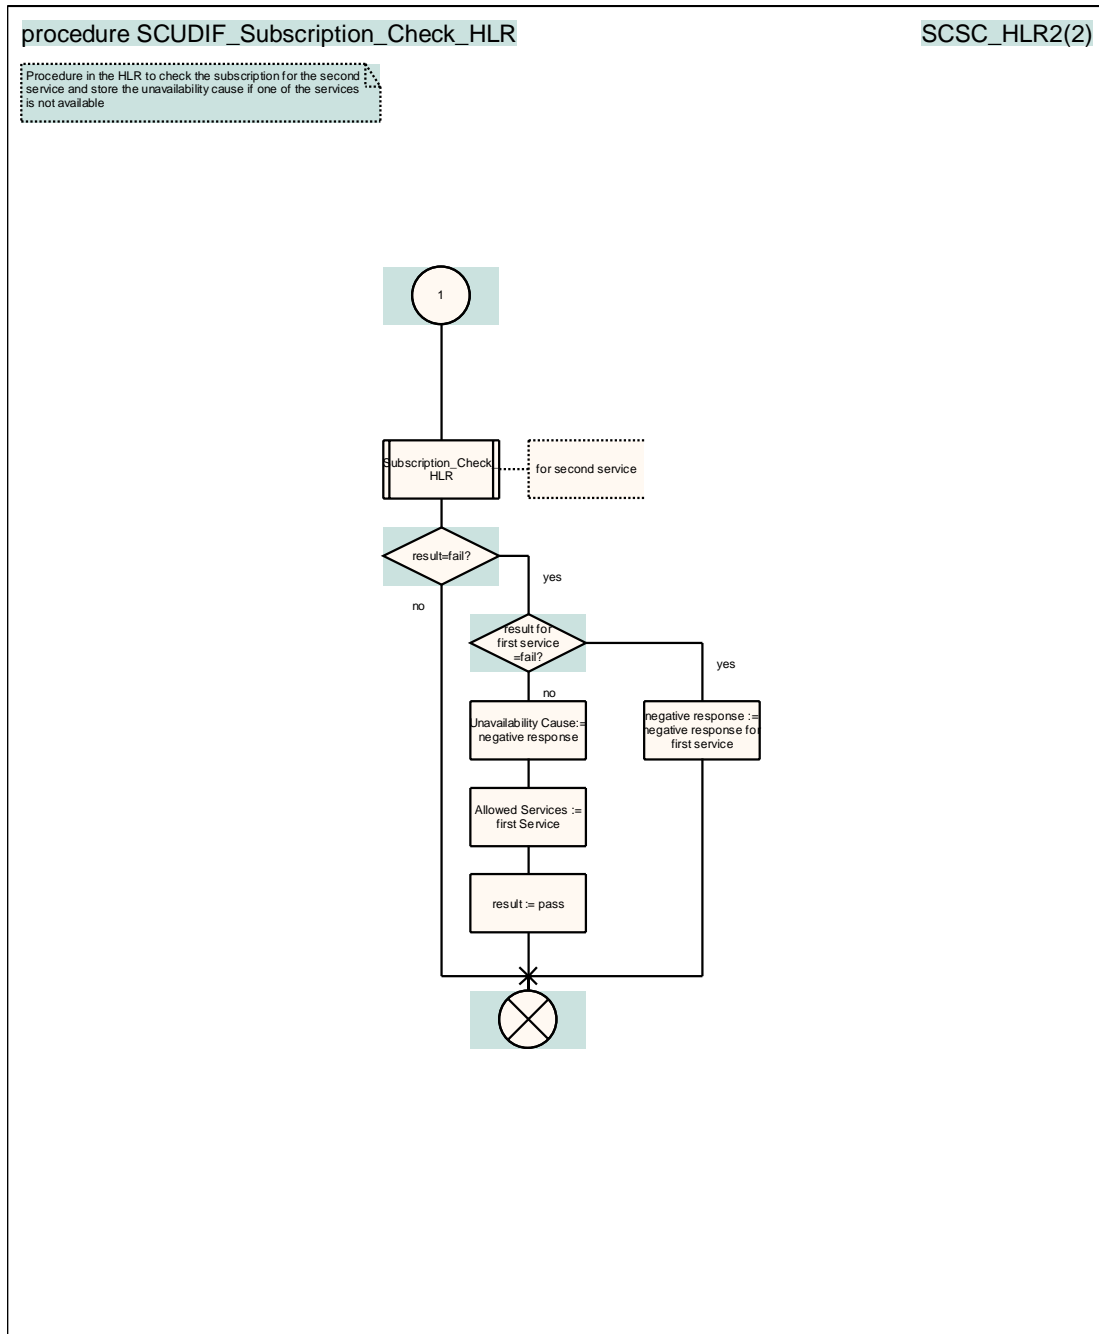 procedure SCUDIF_Subscription_Check_HLR
SCSC_HLR2(2)
Procedure in the HLR to check the subscription for the second
service and store the unavailability cause if one of the services
is not available
1
Subscription_Check_
HLR
for second service
result=fail?
yes
no
result for
first service
=fail?
yes
no
Unavailability Cause:=
negative response
negative response :=
negative response for
first service
Allowed Services :=
first Service
result := pass